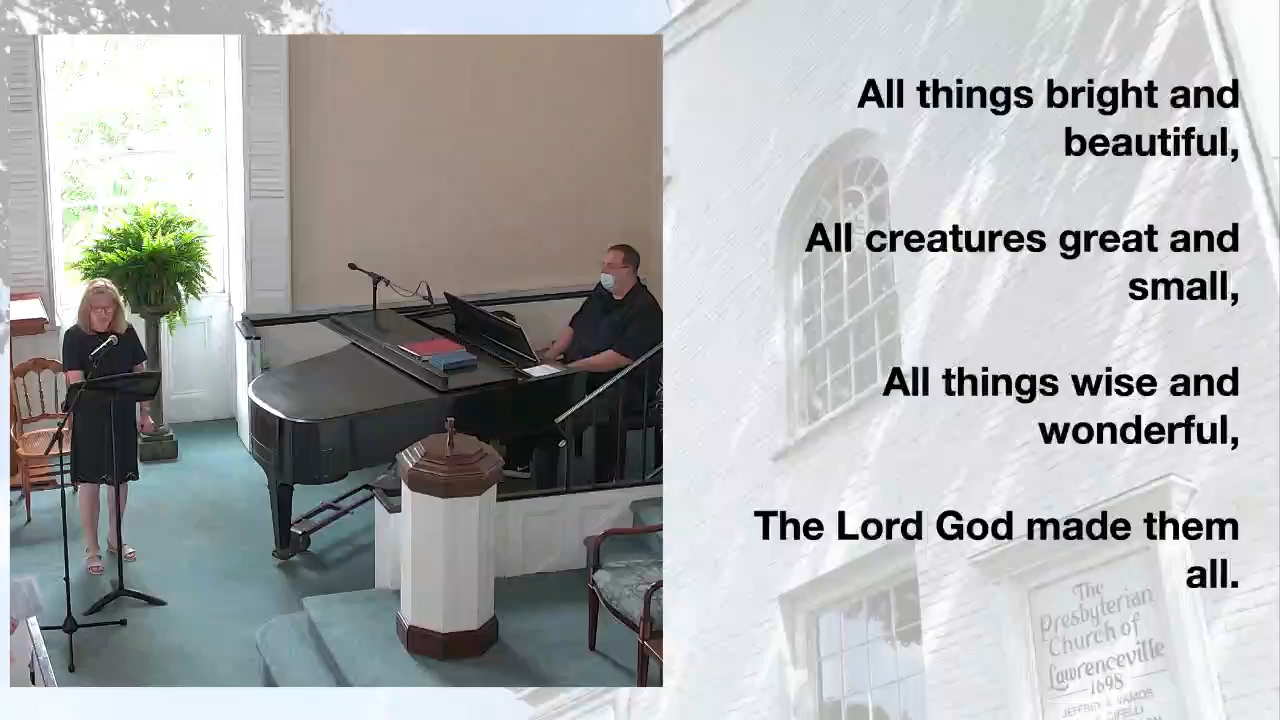 All things bright and
beautiful,
All creatures great and
small,
All things wise and
wonderful,
The Lord God made them
all.
The
Presbyterian
Church of
Lawrenceville
1698